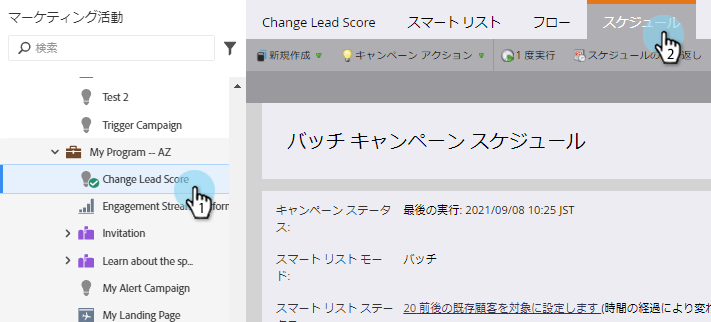 マーケティング活動
検索
Test 2
Trigger Campaign
My Program -- AZ
Change Lead Score
1
Engagement Strea
Invitation
Learn about the sp...
My Alert Campaign
My Landing Page
Change Lead Score スマート リスト フロー スケジュール
2
新規作成 キャンペーン アクション 1 度実行 スケジュールの
返し
バッチ キャンペーン スケジュール
キャンペーン ステータス: 最後の実行: 2021/09/08 10:25 JST
スマート リスト モード: バッチ
スマート リスト ステー 20 前後の既存顧客を対象に設定します (時間の経過により変れ